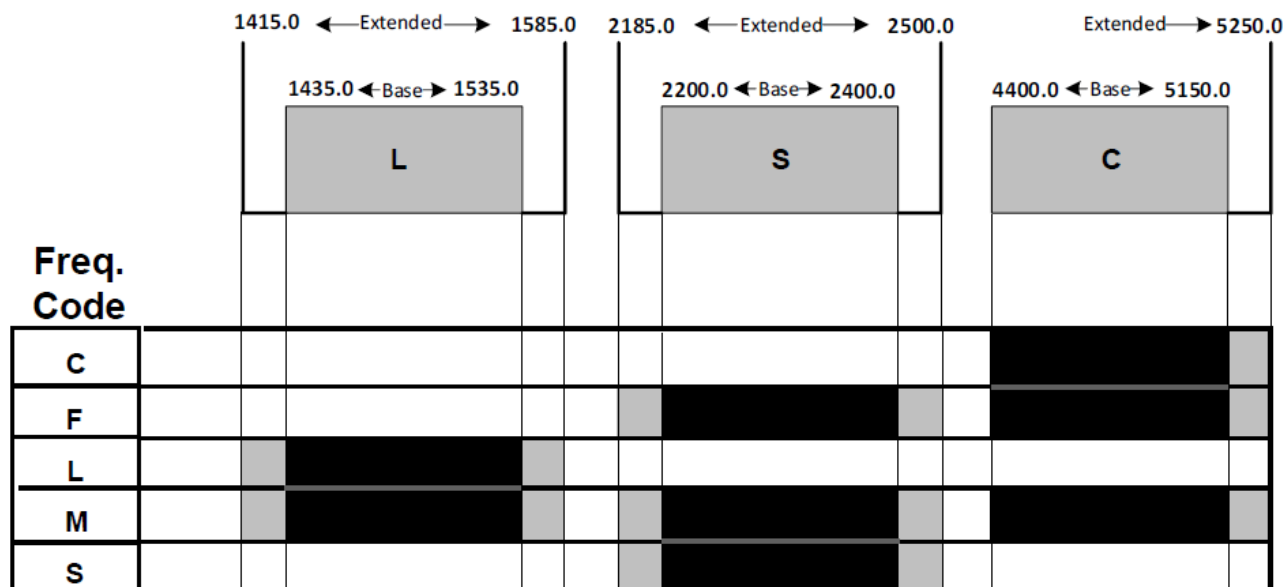 1415.0 Extended 1585.0 2185.0 Extended 2500.0 Extended 5250.0
1435.0 Base 1535.0 2200.0 Base 2400.0 4400.0 Base 5150.0
L S C
Freq.
Code
C
F
L
M
S